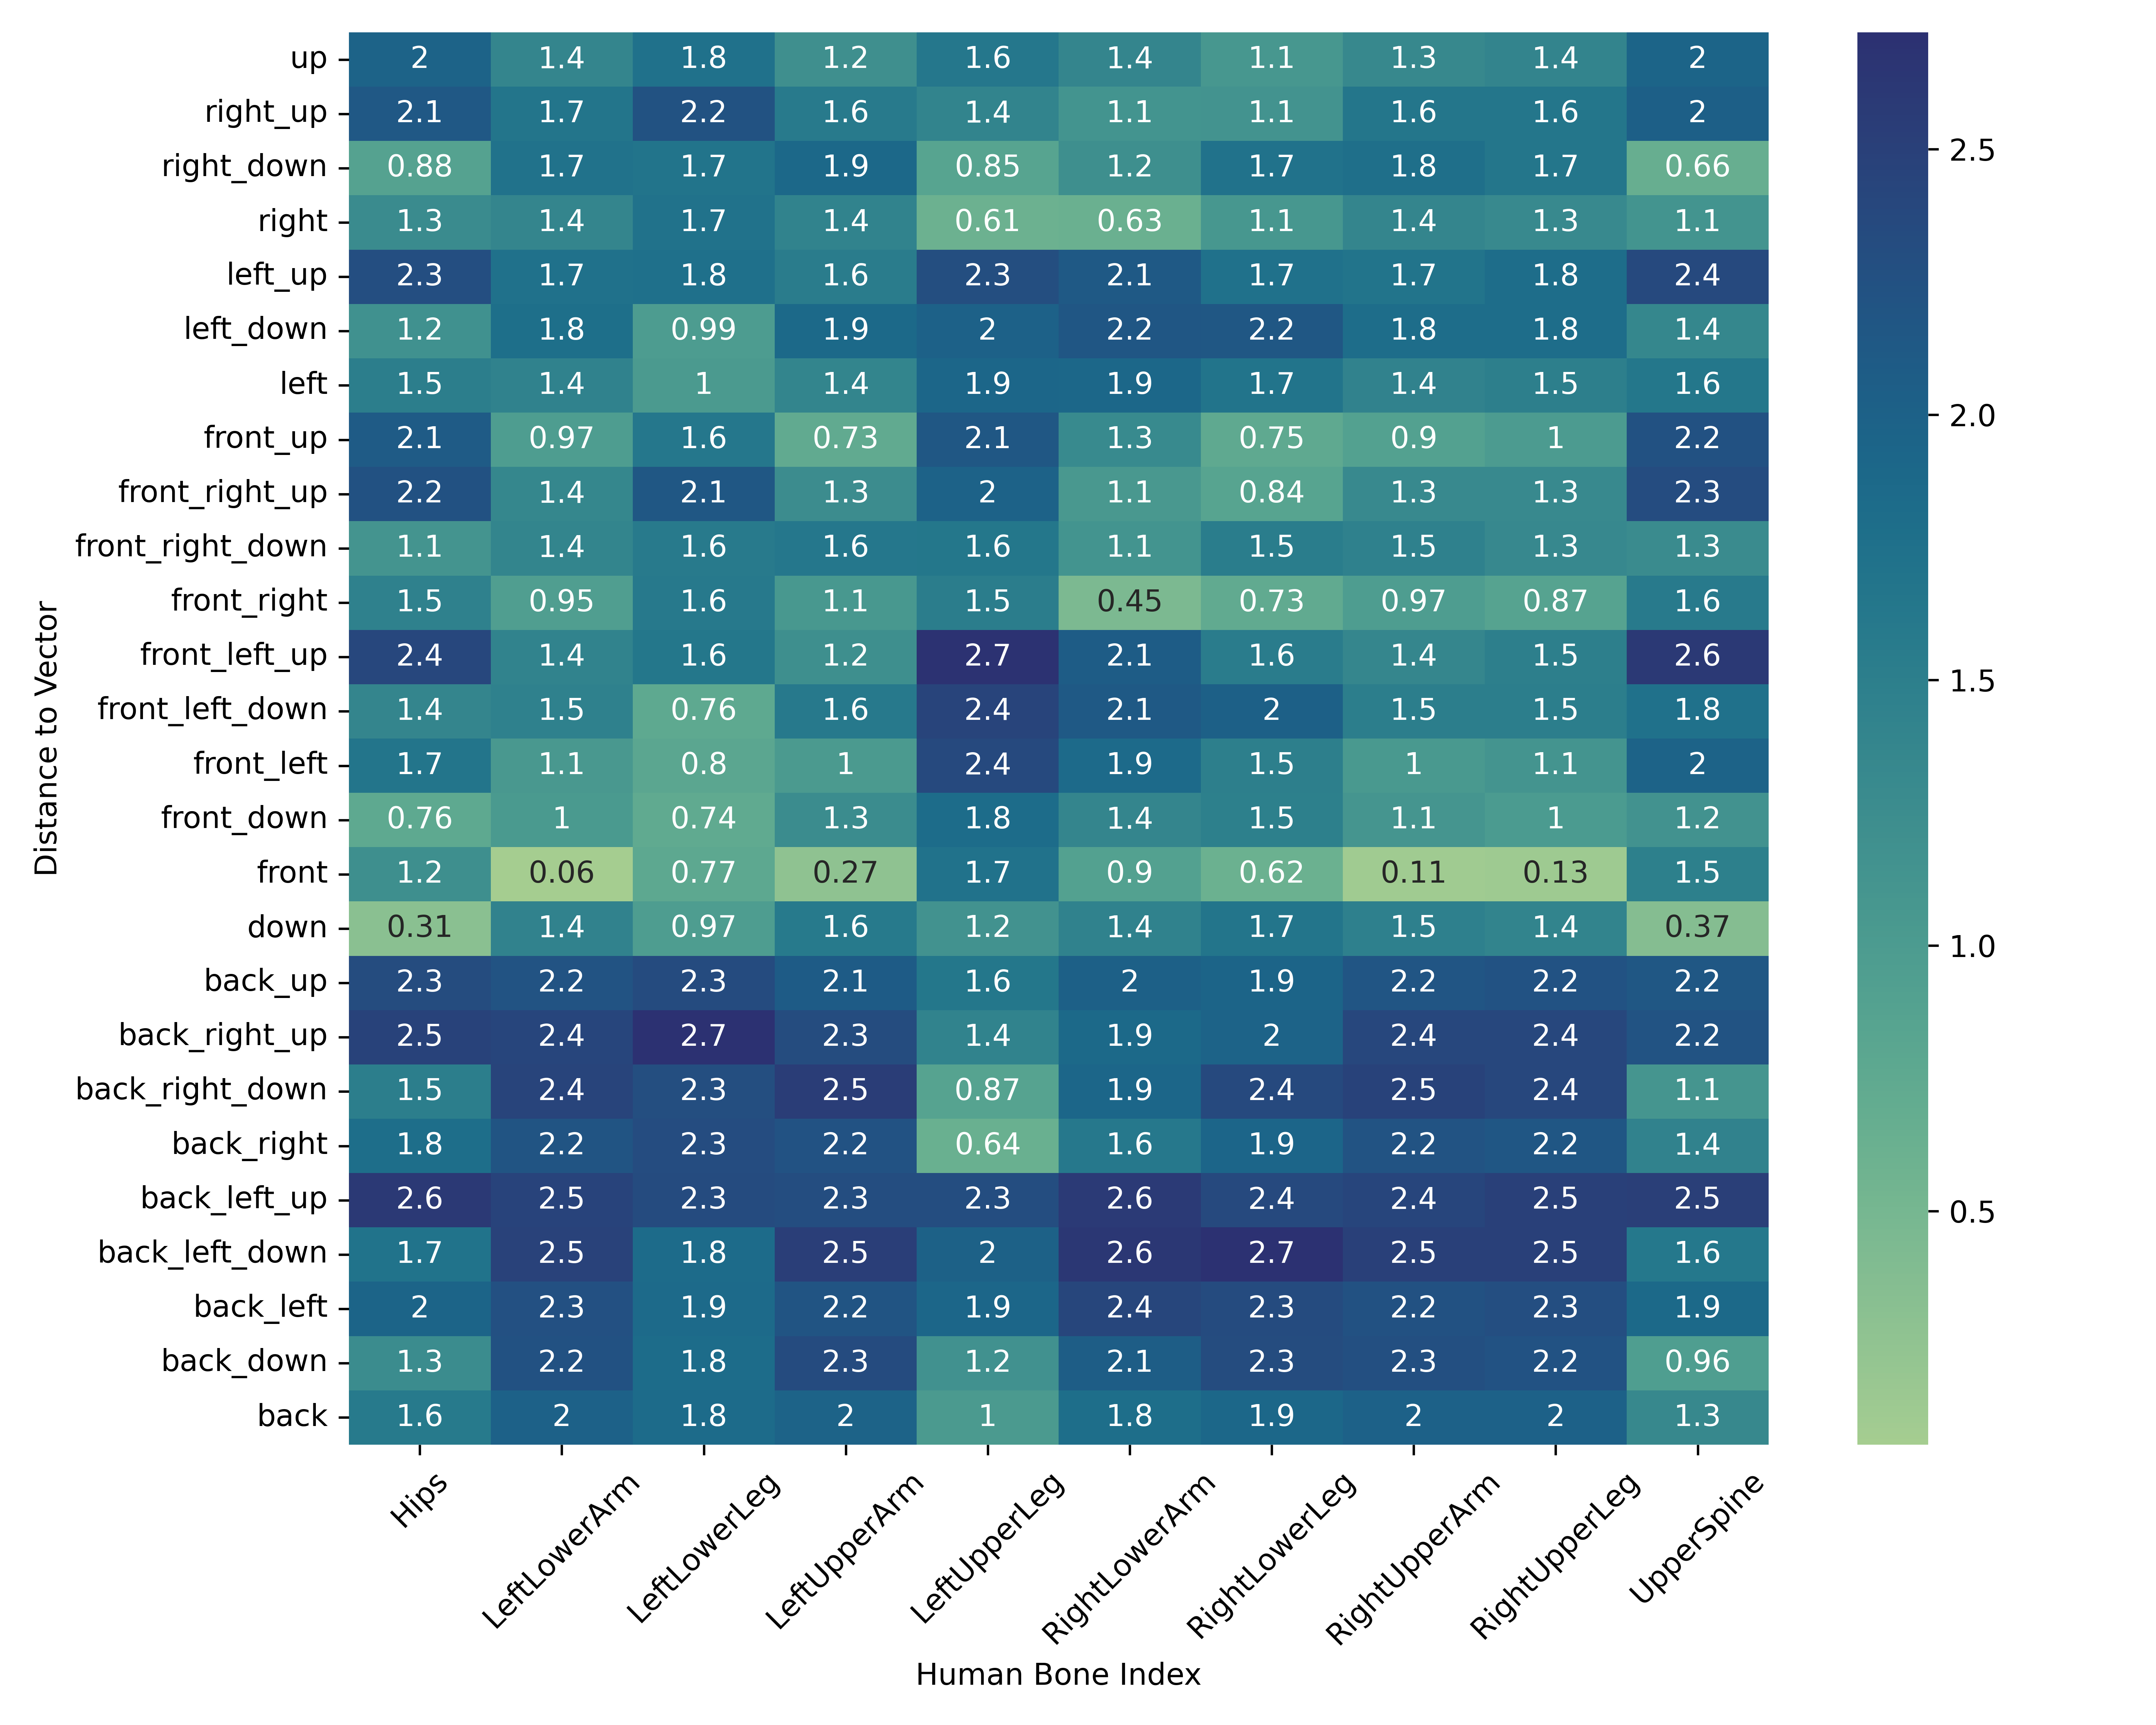 up 2 1.4 1.8 1.2 1.6 1.4 1.1 1.3 1.4 2
right_up 2.1 1.7 2.2 1.6 1.4 1.1 1.1 1.6 1.6 2
right_down 0.88 1.7 1.7 1.9 0.85 1.2 1.7 1.8 1.7 0.66
right 1.3 1.4 1.7 1.4 0.61 0.63 1.1 1.4 1.3 1.1
left_up 2.3 1.7 1.8 1.6 2.3 2.1 1.7 1.7 1.8 2.4
left_down 1.2 1.8 0.99 1.9 2 2.2 2.2 1.8 1.8 1.4
left 1.5 1.4 1 1.4 1.9 1.9 1.7 1.4 1.5 1.6
front_up 2.1 0.97 1.6 0.73 2.1 1.3 0.75 0.9 1 2.2
front_right_up 2.2 1.4 2.1 1.3 2 1.1 0.84 1.3 1.3 2.3
front_right_down 1.1 1.4 1.6 1.6 1.6 1.1 1.5 1.5 1.3 1.3
front_right 1.5 0.95 1.6 1.1 1.5 0.45 0.73 0.97 0.87 1.6
front_left_up 2.4 1.4 1.6 1.2 2.7 2.1 1.6 1.4 1.5 2.6
front_left_down 1.4 1.5 0.76 1.6 2.4 2.1 2 1.5 1.5 1.8
front_left 1.7 1.1 0.8 1 2.4 1.9 1.5 1 1.1 2
front_down 0.76 1 0.74 1.3 1.8 1.4 1.5 1.1 1 1.2
front 1.2 0.06 0.77 0.27 1.7 0.9 0.62 0.11 0.13 1.5
down 0.31 1.4 0.97 1.6 1.2 1.4 1.7 1.5 1.4 0.37
back_up 2.3 2.2 2.3 2.1 1.6 2 1.9 2.2 2.2 2.2
back_right_up 2.5 2.4 2.7 2.3 1.4 1.9 2 2.4 2.4 2.2
back_right_down 1.5 2.4 2.3 2.5 0.87 1.9 2.4 2.5 2.4 1.1
back_right 1.8 2.2 2.3 2.2 0.64 1.6 1.9 2.2 2.2 1.4
back_left_up 2.6 2.5 2.3 2.3 2.3 2.6 2.4 2.4 2.5 2.5
back_left_down 1.7 2.5 1.8 2.5 2 2.6 2.7 2.5 2.5 1.6
back_left 2 2.3 1.9 2.2 1.9 2.4 2.3 2.2 2.3 1.9
back_down 1.3 2.2 1.8 2.3 1.2 2.1 2.3 2.3 2.2 0.96
back 1.6 2 1.8 2 1 1.8 1.9 2 2 1.3
Hips LeftLowerArm LeftLowerLeg LeftUpperArm LeftUpperLeg RightLowerArm RightLowerLeg RightUpperArm RightUpperLeg UpperSpine
Human Bone Index
Distance to Vector
2.5
2.0
1.5
1.0
0.5